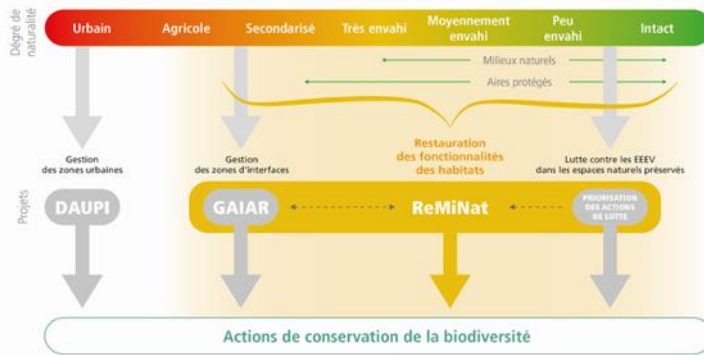 Dégré de
naturalité
Urbain
Agricole
Secondarisé
Très envahi
Moyennement
envahi
Peu
envahi
Intact
Milieux naturels
Aires protégés
Gestion
des zones urbaines
Gestion
des zones d'interfaces
Restauration
des fonctionnalités
des habitats
Lutte contre les EEEV
dans les espaces naturels préservés
Projets
DAUPI
GAIAR
ReMiNat
PRIORISATION
DES ACTIONS
DE LUTTE
Actions de conservation de la biodiversité